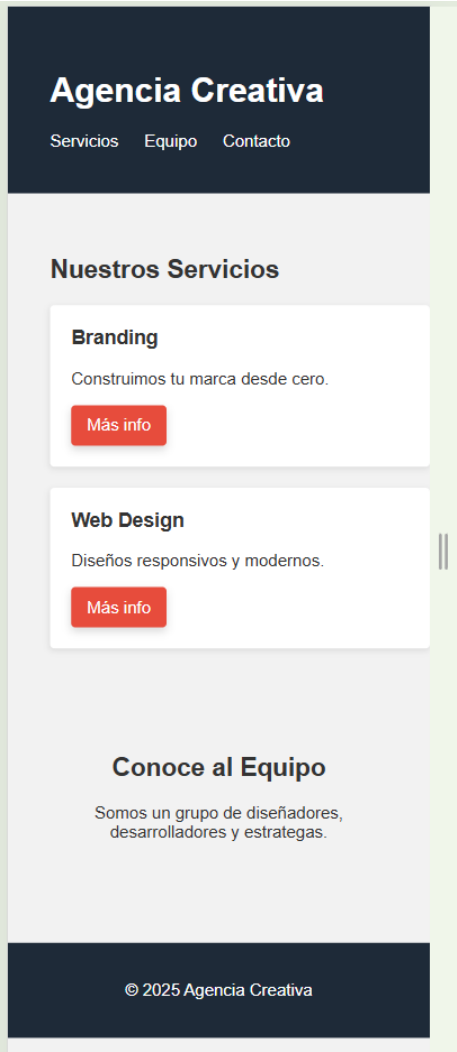 Agencia Creativa
Servicios Equipo Contacto
Nuestros Servicios
Branding
Construimos tu marca desde cero.
Más info
Web Design
Diseños responsivos y modernos.
Más info
Conoce al Equipo
Somos un grupo de diseñadores,
desarrolladores y estrategas.
© 2025 Agencia Creativa